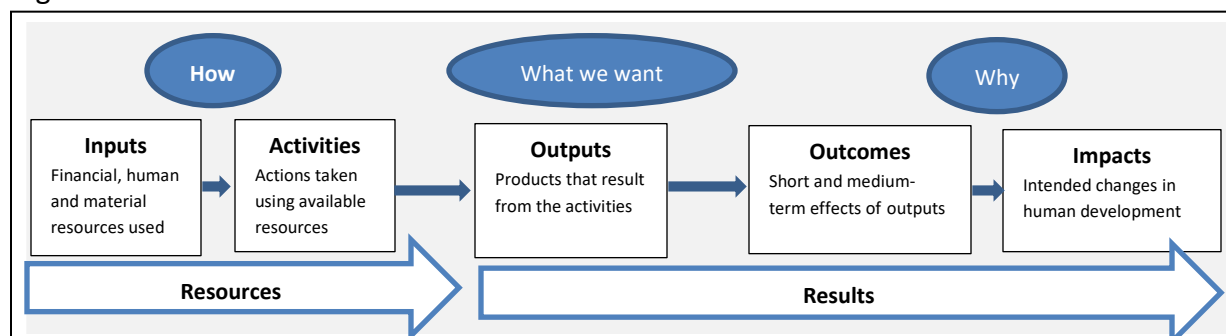 How
What we want
Why
Inputs
Financial, human
and material
resources used
Activities
Actions taken
using available
resources
Outputs
Products that result
from the activities
Outcomes
Short and medium-
term effects of outputs
Impacts
Intended changes in
human development
Resources
Results